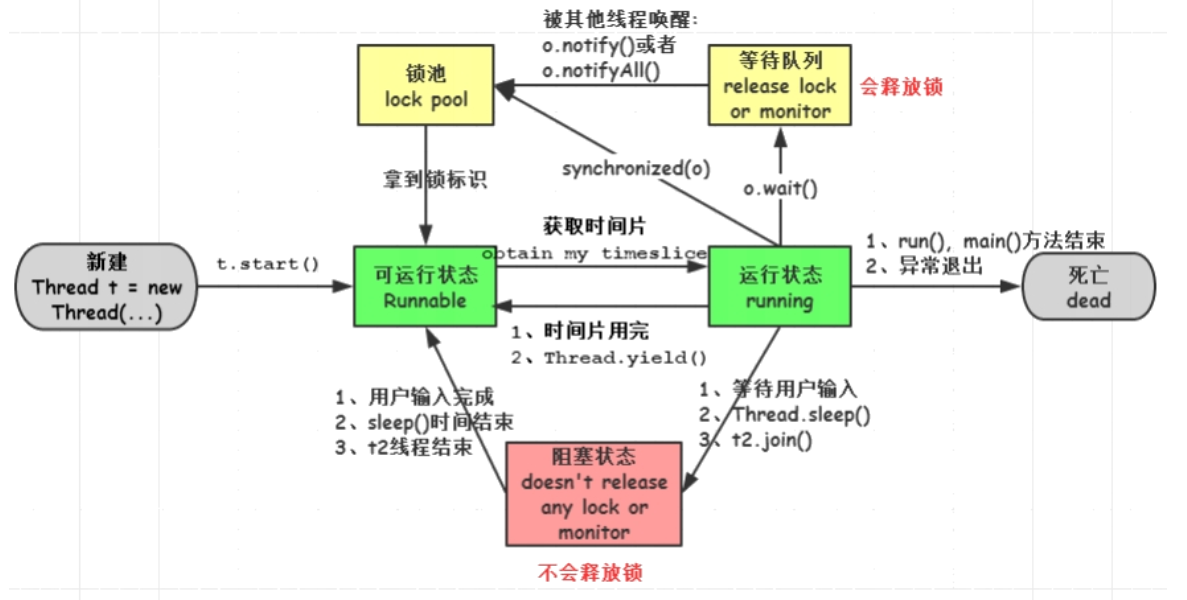 被其他线程唤醒:
o.notify()或者
o.notifyAll()
锁池
lock pool
等待队列
release lock
or monitor
会释放锁
拿到锁标识
synchronized(o)
o.wait()
新建
Thread t = new
Thread(...)
t.start()
可运行状态
Runnable
获取时间片
obtain my timeslice
运行状态
running
1、run(), main()方法结束
2、异常退出
死亡
dead
1、时间片用完
2、Thread.yield()
1、用户输入完成
2、sleep()时间结束
3、t2线程结束
1、等待用户输入
2、Thread.sleep()
3、t2.join()
阻塞状态
doesn't release
any lock or
monitor
不会释放锁